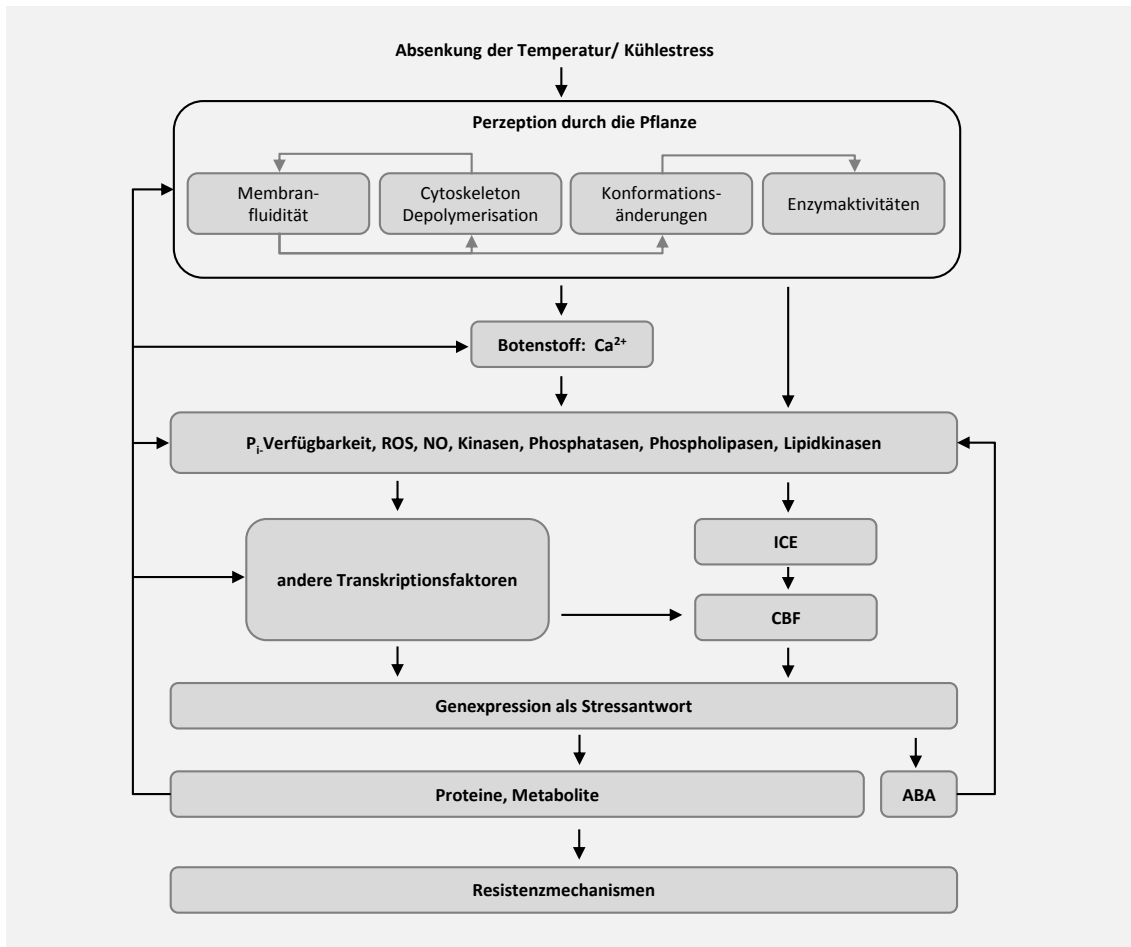 Absenkung der Temperatur/ Kühlestress
Perzeption durch die Pflanze
Membran-
fluidität
Cytoskeleton
Depolymerisation
Konformations-
änderungen
Enzymaktivitäten
Botenstoff: Ca²⁺
Pi-Verfügbarkeit, ROS, NO, Kinasen, Phosphatasen, Phospholipasen, Lipidkinasen
andere Transkriptionsfaktoren
ICE
CBF
Genexpression als Stressantwort
Proteine, Metabolite
ABA
Resistenzmechanismen